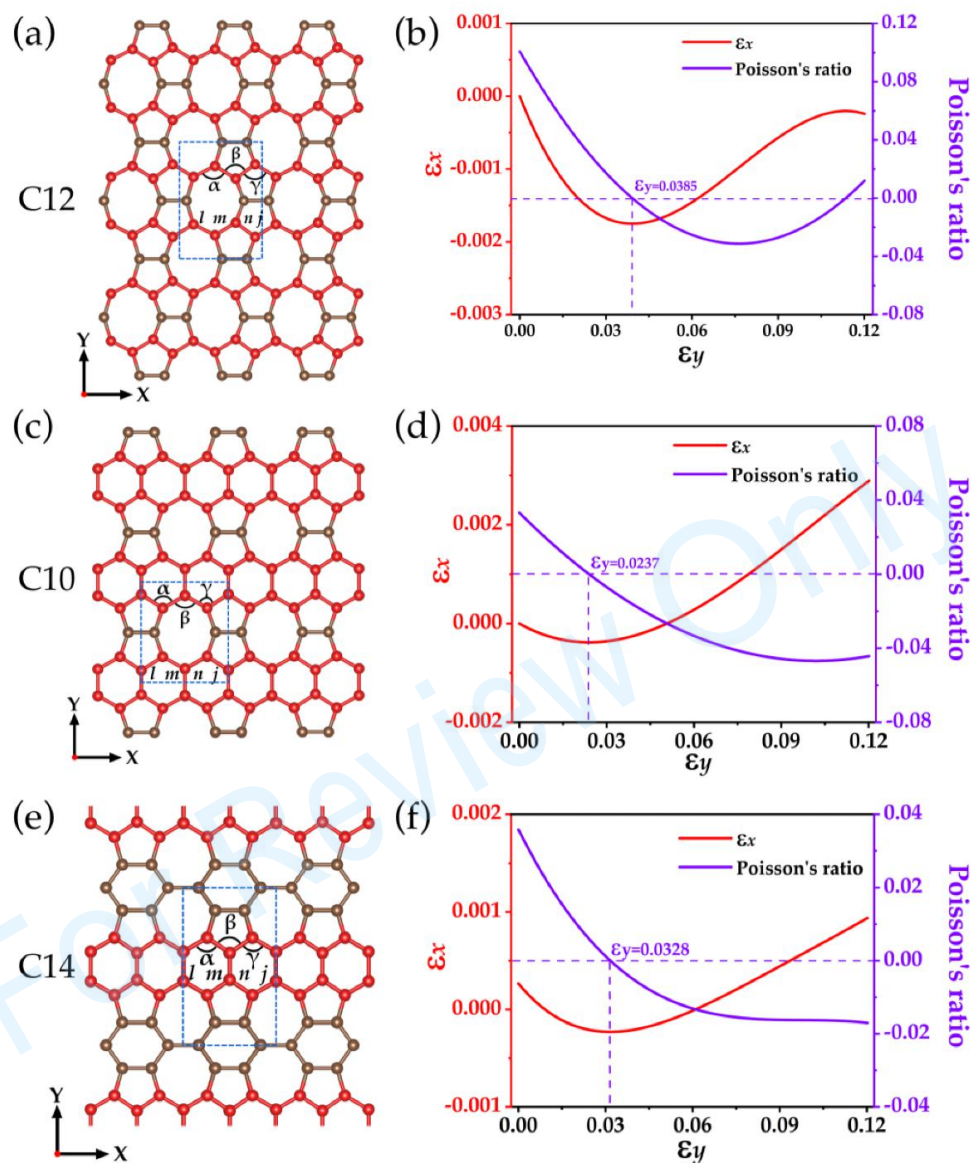 (a)
C12
α
β
γ
l m n j
Y
X
(b)
εx
Poisson's ratio
εy=0.0385
0.001
0.000
-0.001
-0.002
-0.003
εx
0.12
0.08
0.04
0.00
-0.04
-0.08
Poisson's ratio
0.00 0.03 0.06 0.09 0.12
εy
(c)
C10
α
β
γ
l m n j
Y
X
(d)
εx
Poisson's ratio
εy=0.0237
0.004
0.002
0.000
-0.002
εx
0.08
0.04
0.00
-0.04
-0.08
Poisson's ratio
0.00 0.03 0.06 0.09 0.12
εy
(e)
C14
α
β
γ
l m n j
Y
X
(f)
εx
Poisson's ratio
εy=0.0328
0.002
0.001
0.000
-0.001
εx
0.04
0.02
0.00
-0.02
-0.04
Poisson's ratio
0.00 0.03 0.06 0.09 0.12
εy
For Review Only